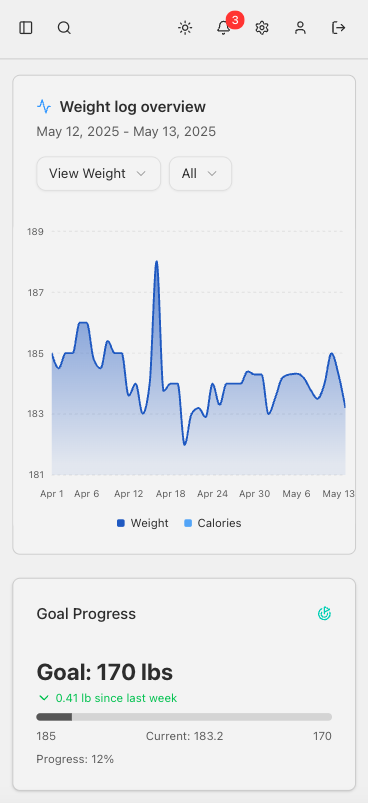 3
Weight log overview
May 12, 2025 - May 13, 2025
View Weight All
189
187
185
183
181
Apr 1 Apr 6 Apr 12 Apr 18 Apr 24 Apr 30 May 6 May 13
Weight Calories
Goal Progress
Goal: 170 lbs
0.41 lb since last week
185 Current: 183.2 170
Progress: 12%